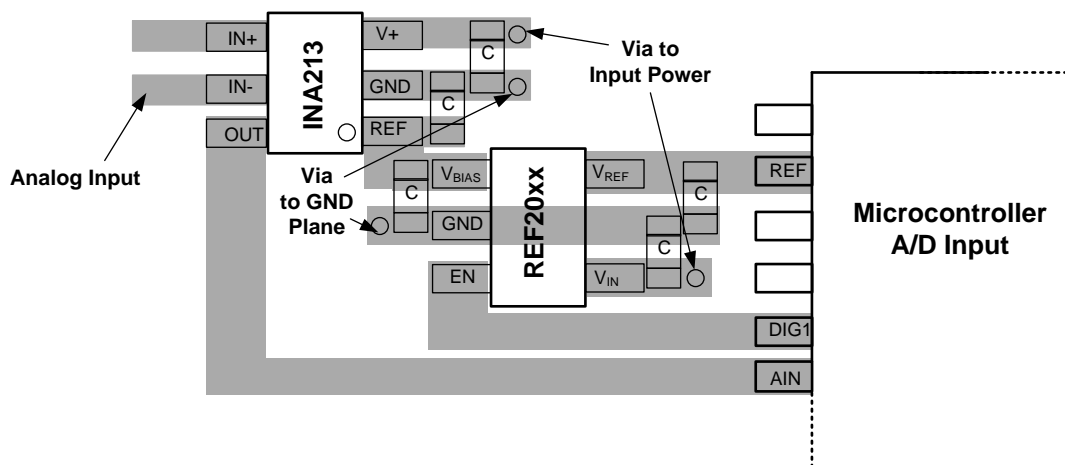 IN+
V+
C
Via to
Input Power
IN-
INA213
GND
C
OUT
REF
Analog Input
Via
to GND
Plane
VBIAS
C
REF20xx
VREF
C
REF
Microcontroller
A/D Input
GND
C
EN
VIN
DIG1
AIN